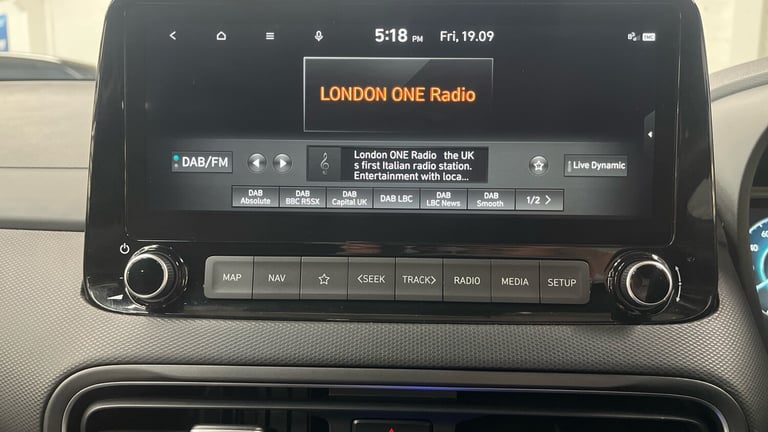 5:18 PM Fri, 19.09
TMC
LONDON ONE Radio
DAB/FM
London ONE Radio the UK
s first Italian radio station.
Entertainment with loca...
Live Dynamic
DAB Absolute
DAB BBC R5SX
DAB Capital UK
DAB LBC
DAB LBC News
DAB Smooth
1/2 >
MAP NAV <SEEK TRACK> RADIO MEDIA SETUP